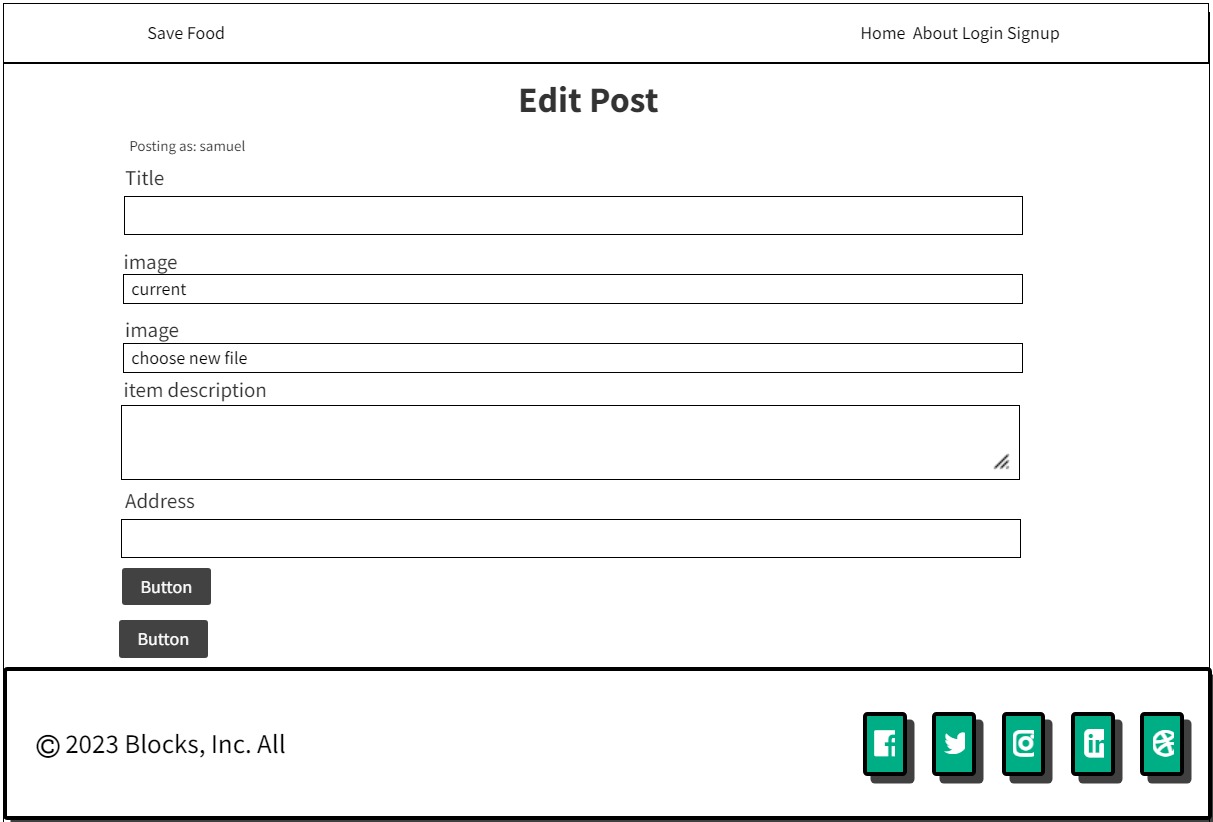 Save Food
Home About Login Signup
Edit Post
Posting as: samuel
Title
image
current
image
choose new file
item description
Address
Button
Button
© 2023 Blocks, Inc. All